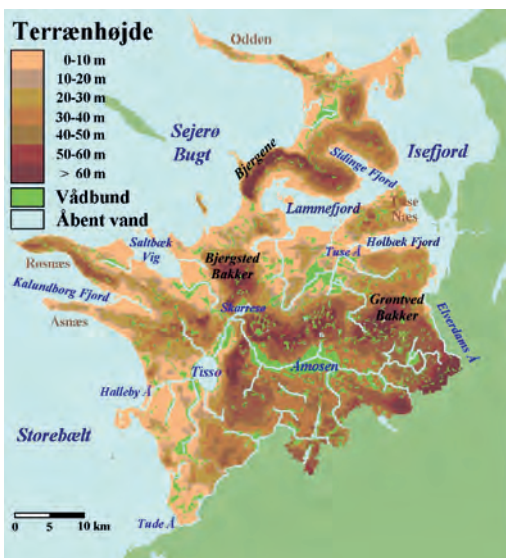 Terrænhøjde
0-10 m
10-20 m
20-30 m
30-40 m
40-50 m
50-60 m
> 60 m
Vådbund
Åbent vand
Odden
Sejerø
Bugt
Isefjord
Bjergene
Sidinge Fjord
Lammefjord
Tuse
Næs
Saltbæk
Vig
Tuse Å
Holbæk Fjord
Røsnæs
Bjergsted
Bakker
Kalundborg Fjord
Grøntved
Bakker
Asnæs
Skarresø
Elverdams Å
Tissø
Åmosen
Halleby Å
Storebælt
0 5 10 km
Tude Å